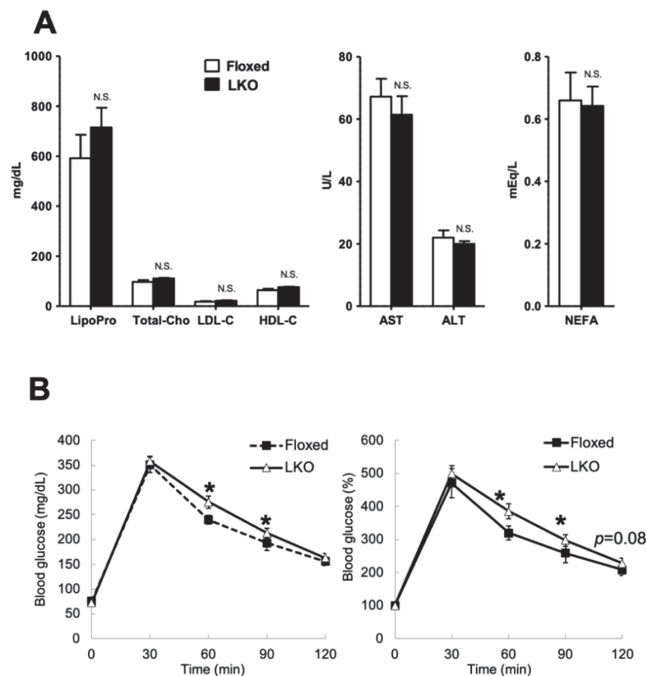 A
1000
800
600
400
200
0
mg/dL
Floxed
LKO
N.S.
N.S.
N.S.
N.S.
LipoPro Total-Cho LDL-C HDL-C
80
60
40
20
0
U/L
N.S.
N.S.
AST ALT
0.8
0.6
0.4
0.2
0.0
mEq/L
N.S.
NEFA
B
400
350
300
250
200
150
100
50
0
Blood glucose (mg/dL)
Floxed
LKO
*
*
0 30 60 90 120
Time (min)
600
500
400
300
200
100
0
Blood glucose (%)
Floxed
LKO
*
*
p=0.08
0 30 60 90 120
Time (min)